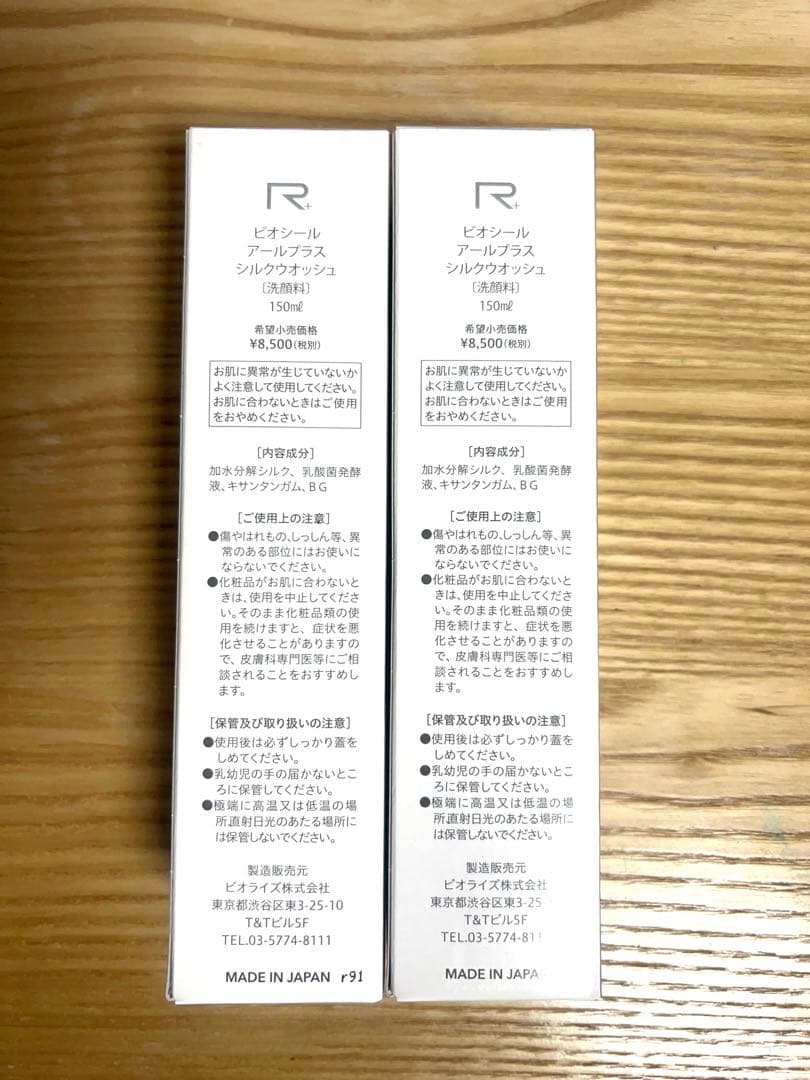 R+
ビオシール
アールプラス
シルクウオッシュ
〔洗顔料〕
150㎖
希望小売価格
¥8,500(税別)
お肌に異常が生じていないか
よく注意して使用してください。
お肌に合わないときはご使用
をおやめください。
[内容成分]
加水分解シルク、乳酸菌発酵
液、キサンタンガム、BG
[ご使用上の注意]
●傷やはれもの、しっしん等、異
常のある部位にはお使いに
ならないでください。
●化粧品がお肌に合わないと
きは、使用を中止してくださ
い。そのまま化粧品類の使
用を続けますと、症状を悪
化させることがありますの
で、皮膚科専門医等にご相
談されることをおすすめし
ます。
[保管及び取り扱いの注意]
●使用後は必ずしっかり蓋を
しめてください。
●乳幼児の手の届かないとこ
ろに保管してください。
●極端に高温又は低温の場
所、直射日光のあたる場所に
は保管しないでください。
製造販売元
ビオライズ株式会社
東京都渋谷区東3-25-10
T&Tビル5F
TEL.03-5774-8111
MADE IN JAPAN r91
R+
ビオシール
アールプラス
シルクウオッシュ
〔洗顔料〕
150㎖
希望小売価格
¥8,500(税別)
お肌に異常が生じていないか
よく注意して使用してください。
お肌に合わないときはご使用
をおやめください。
[内容成分]
加水分解シルク、乳酸菌発酵
液、キサンタンガム、BG
[ご使用上の注意]
●傷やはれもの、しっしん等、異
常のある部位にはお使いに
ならないでください。
●化粧品がお肌に合わないと
きは、使用を中止してくださ
い。そのまま化粧品類の使
用を続けますと、症状を悪
化させることがありますの
で、皮膚科専門医等にご相
談されることをおすすめし
ます。
[保管及び取り扱いの注意]
●使用後は必ずしっかり蓋を
しめてください。
●乳幼児の手の届かないとこ
ろに保管してください。
●極端に高温又は低温の場
所、直射日光のあたる場所に
は保管しないでください。
製造販売元
ビオライズ株式会社
東京都渋谷区東3-25
T&Tビル5F
TEL.03-5774-81
MADE IN JAPA